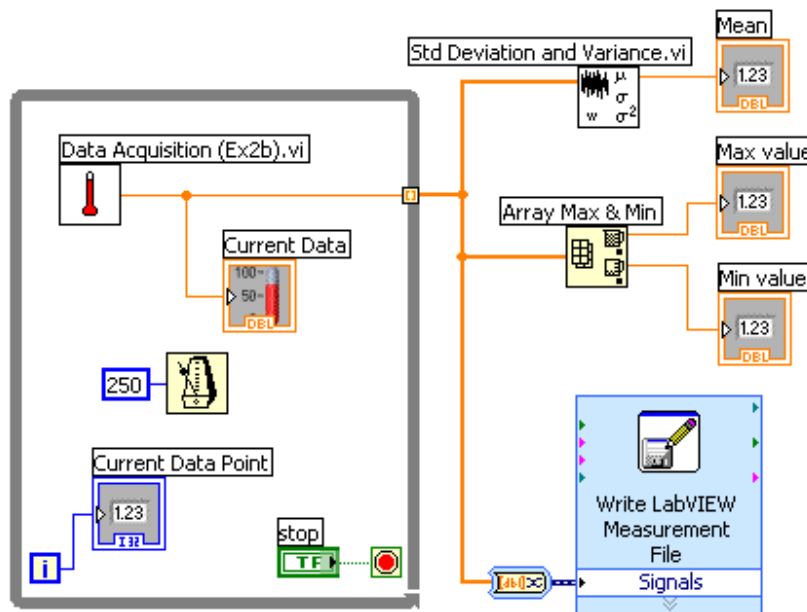 Mean
Std Deviation and Variance.vi
μ
σ
w σ²
1.23
DBL
Data Acquisition (Ex2b).vi
Max value
1.23
DBL
Array Max & Min
Current Data
100
50
DBL
Min value
1.23
DBL
250
Current Data Point
1.23
I32
i
stop
TF
Write LabVIEW
Measurement
File
Signals